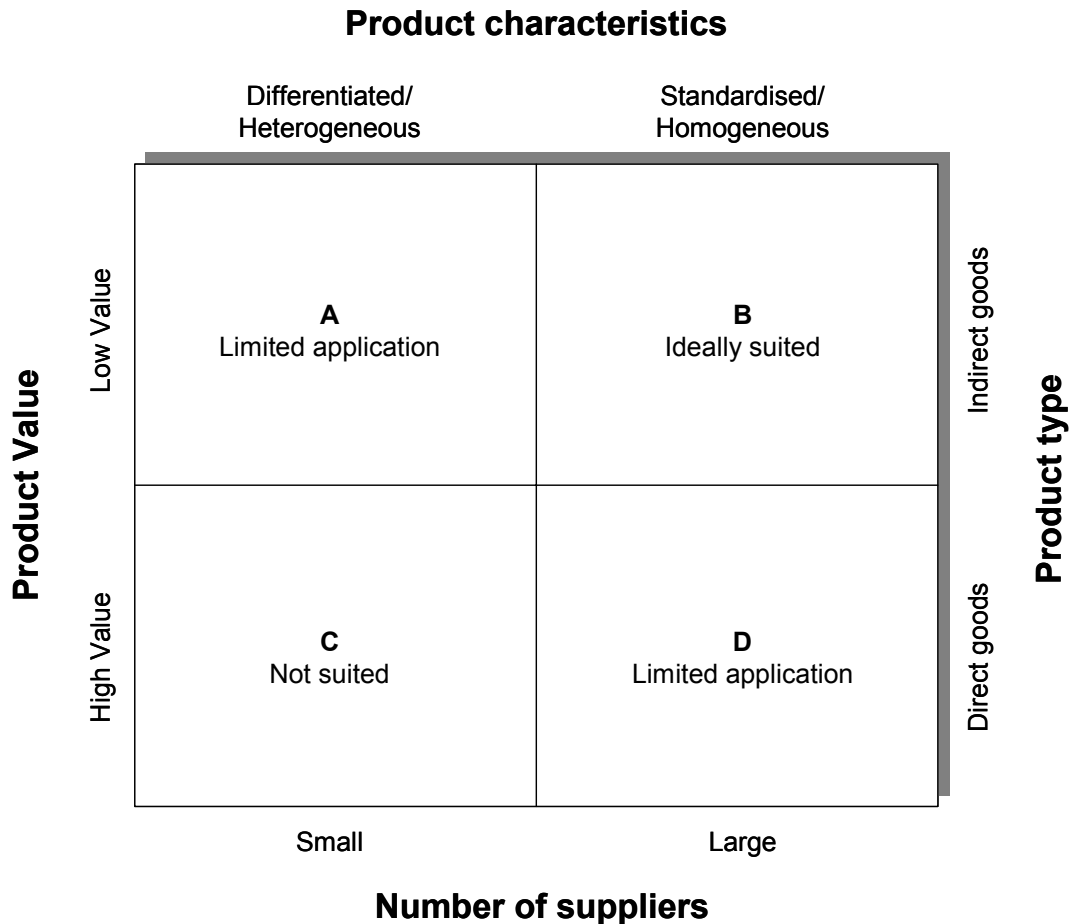 Product characteristics
Differentiated/
Heterogeneous
Standardised/
Homogeneous
Product Value
Low Value
High Value
A
Limited application
B
Ideally suited
C
Not suited
D
Limited application
Indirect goods
Direct goods
Product type
Small
Large
Number of suppliers